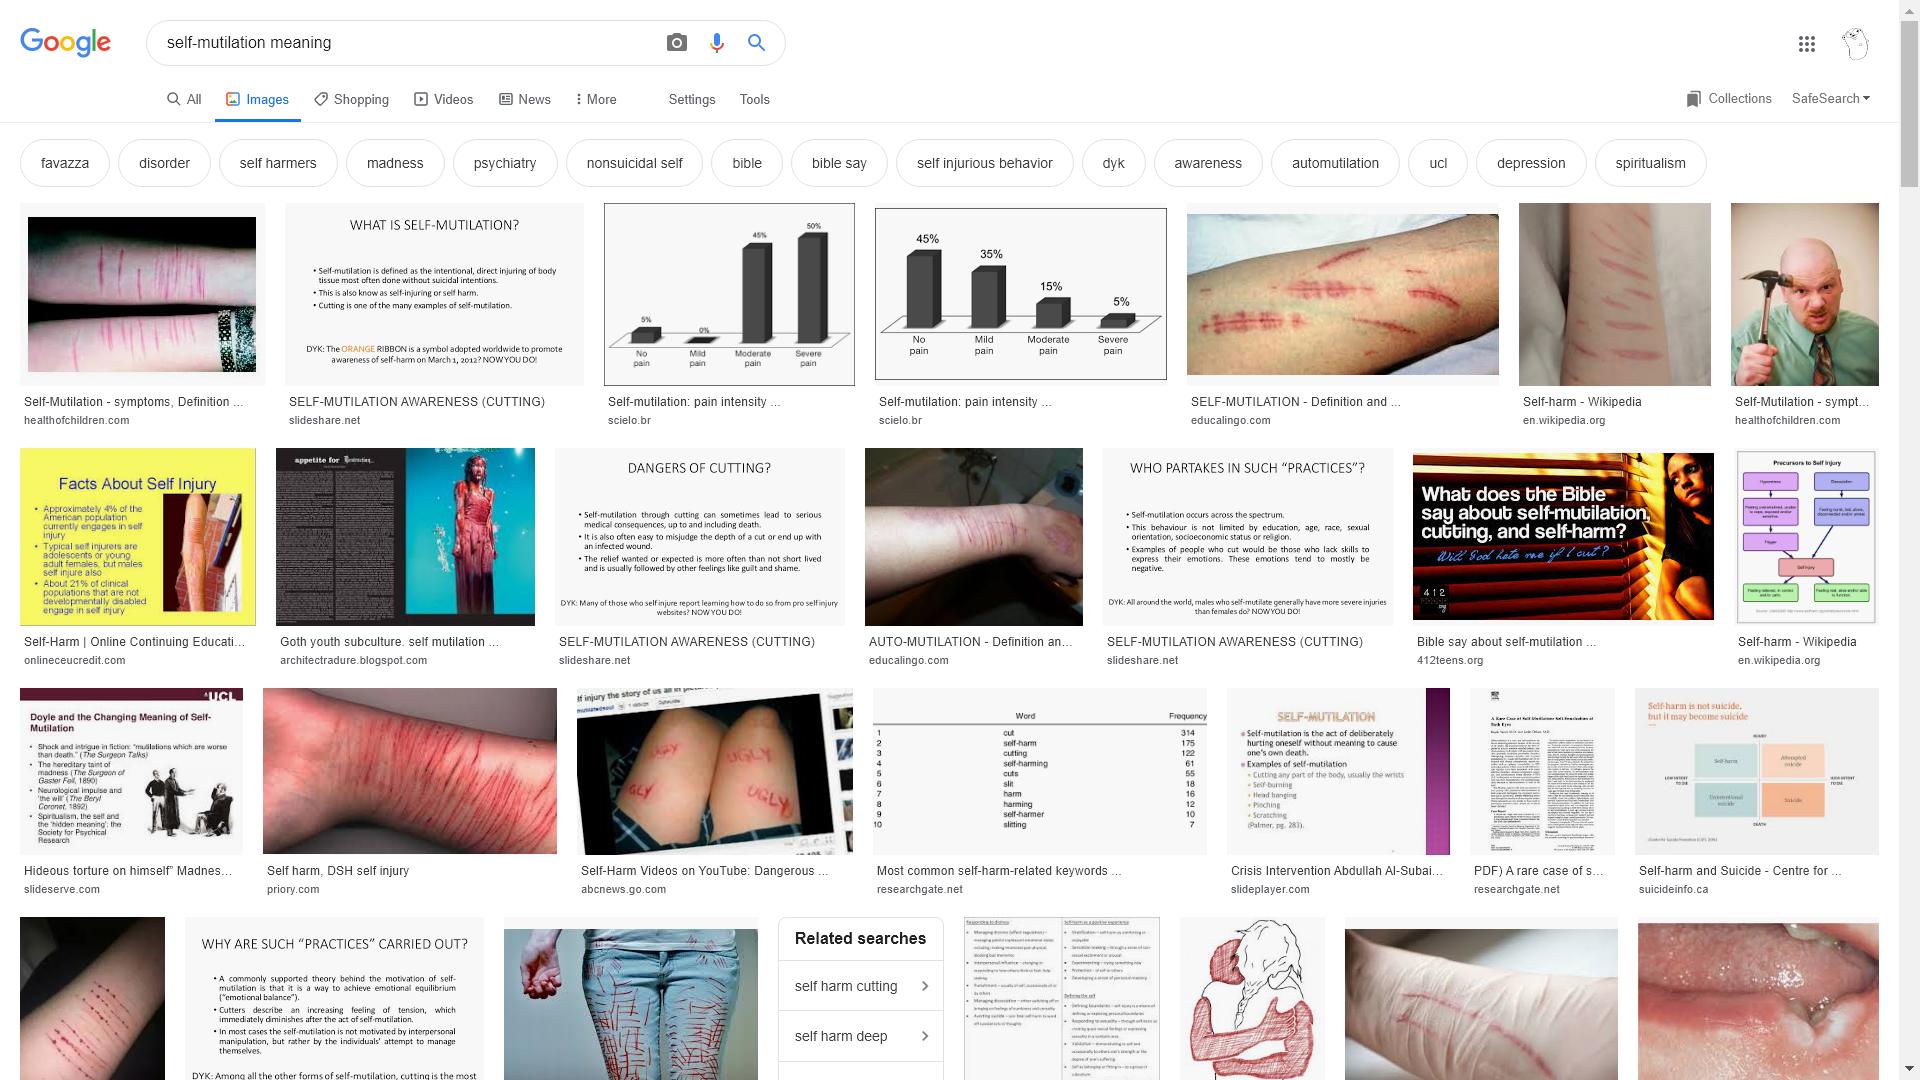 Google
self-mutilation meaning
All
Images
Shopping
Videos
News
More
Settings
Tools
Collections
SafeSearch
favazza
disorder
self harmers
madness
psychiatry
nonsuicidal self
bible
bible say
self injurious behavior
dyk
awareness
automutilation
ucl
depression
spiritualism
WHAT IS SELF-MUTILATION?
• Self-mutilation is defined as the intentional, direct injuring of body
tissue most often done without suicidal intentions.
• This is also know as self-injuring or self harm.
• Cutting is one of the many examples of self-mutilation.
DYK: The ORANGE RIBBON is a symbol adopted worldwide to promote
awareness of self-harm on March 1, 2012? NOW YOU DO!
5%
0%
45%
50%
No pain
Mild pain
Moderate pain
Severe pain
45%
35%
15%
5%
No pain
Mild pain
Moderate pain
Severe pain
Self-Mutilation - symptoms, Definition ...
healthofchildren.com
SELF-MUTILATION AWARENESS (CUTTING)
slideshare.net
Self-mutilation: pain intensity ...
scielo.br
Self-mutilation: pain intensity ...
scielo.br
SELF-MUTILATION - Definition and ...
educalingo.com
Self-harm - Wikipedia
en.wikipedia.org
Self-Mutilation - sympt...
healthofchildren.com
Facts About Self Injury
• Approximately 4% of the
American population
currently engages in self
injury
• Typical self injurers are
adolescents or young
adult females, but males
self injure also
• About 21% of clinical
populations that are not
developmentally disabled
engage in self injury
appetite for
DANGERS OF CUTTING?
• Self-mutilation through cutting can sometimes lead to serious
medical consequences, up to and including death.
• It is also often easy to misjudge the depth of a cut or end up with
an infected wound.
• The relief wanted or expected is more often than not short lived
and is usually followed by other feelings like guilt and shame.
DYK: Many of those who self injure report learning how to do so from pro self injury
websites? NOW YOU DO!
WHO PARTAKES IN SUCH “PRACTICES”?
• Self-mutilation occurs across the spectrum.
• This behaviour is not limited by education, age, race, sexual
orientation, socioeconomic status or religion.
• Examples of people who cut would be those who lack skills to
express their emotions. These emotions tend to mostly be
negative.
DYK: All around the world, males who self-mutilate generally have more severe injuries
than females do? NOW YOU DO!
What does the Bible
say about self-mutilation,
cutting, and self-harm?
Will God hate me if I cut?
412
Precursors to Self Injury
Trigger
Self injury
Self-Harm | Online Continuing Educati...
onlineceucredit.com
Goth youth subculture. self mutilation ...
architectradure.blogspot.com
SELF-MUTILATION AWARENESS (CUTTING)
slideshare.net
AUTO-MUTILATION - Definition an...
educalingo.com
SELF-MUTILATION AWARENESS (CUTTING)
slideshare.net
Bible say about self-mutilation ...
412teens.org
Self-harm - Wikipedia
en.wikipedia.org
UCL
Doyle and the Changing Meaning of Self-
Mutilation
• Shock and intrigue in fiction: “mutilations which are worse
than death.” (The Surgeon Talks)
• The hereditary taint of
madness (The Surgeon of
Gaster Fell, 1890)
• Neurological impulse and
‘the will’ (The Beryl
Coronet, 1892)
• Spiritualism, the self and
the ‘hidden meaning’: the
Society for Psychical
Research
UGLY
UGLY
Word Frequency
1 cut 314
2 self-harm 175
3 cutting 122
4 self-harming 61
5 cuts 55
6 slit 18
7 harm 16
8 harming 12
9 self-harmer 10
10 slitting 7
SELF-MUTILATION
Self-mutilation is the act of deliberately
hurting oneself without meaning to cause
one's own death.
Examples of self-mutilation
• Cutting any part of the body, usually the wrists
• Self-burning
• Head banging
• Pinching
• Scratching
(Palmer, pg. 283).
Self-harm is not suicide,
but it may become suicide
INJURY
Self-harm
Attempted suicide
LOW INTENT TO DIE
HIGH INTENT TO DIE
Unintentional suicide
Suicide
DEATH
Hideous torture on himself” Madnes...
slideserve.com
Self harm, DSH self injury
priory.com
Self-Harm Videos on YouTube: Dangerous ...
abcnews.go.com
Most common self-harm-related keywords ...
researchgate.net
Crisis Intervention Abdullah Al-Subai...
slideplayer.com
PDF) A rare case of s...
researchgate.net
Self-harm and Suicide - Centre for ...
suicideinfo.ca
WHY ARE SUCH “PRACTICES” CARRIED OUT?
• A commonly supported theory behind the motivation of self-
mutilation is that it is a way to achieve emotional equilibrium
(“emotional balance”).
• Cutters describe an increasing feeling of tension, which
immediately diminishes after the act of self-mutilation.
• In most cases the self-mutilation is not motivated by interpersonal
manipulation, but rather by the individuals’ attempt to manage
themselves.
DYK: Among all the other forms of self-mutilation, cutting is the most
Related searches
self harm cutting
self harm deep